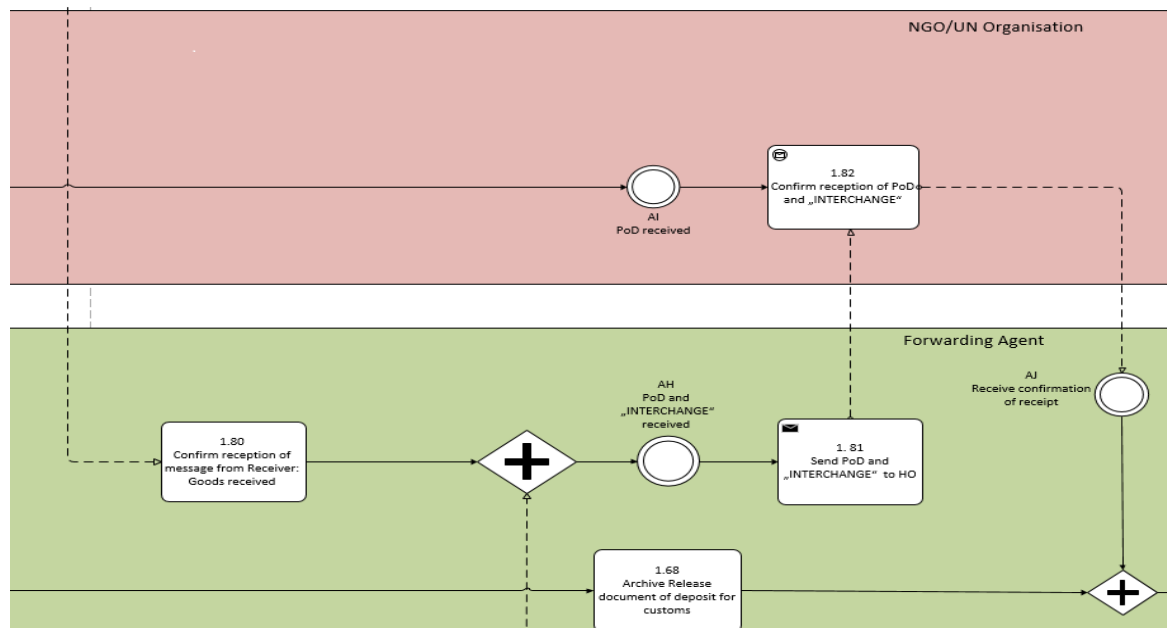 NGO/UN Organisation
1.82
Confirm reception of PoD
and „INTERCHANGE“
AI
PoD received
Forwarding Agent
AJ
Receive confirmation
of receipt
AH
PoD and
„INTERCHANGE“
received
1.80
Confirm reception of
message from Receiver:
Goods received
1. 81
Send PoD and
„INTERCHANGE“ to HO
1.68
Archive Release
document of deposit for
customs